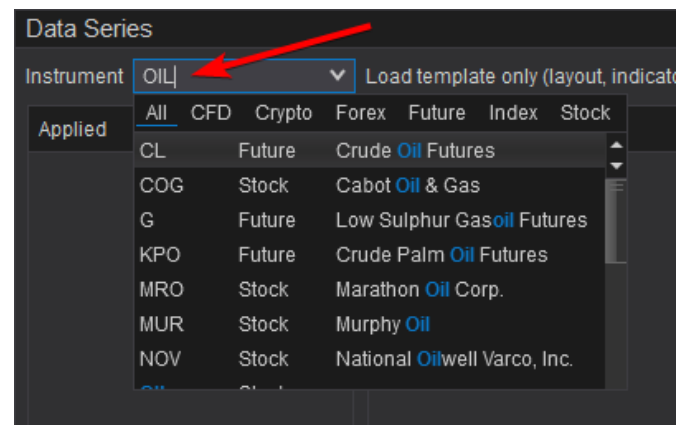 Data Series
Instrument OIL Load template only (layout, indicato
Applied
All CFD Crypto Forex Future Index Stock
CL Future Crude Oil Futures
COG Stock Cabot Oil & Gas
G Future Low Sulphur Gasoil Futures
KPO Future Crude Palm Oil Futures
MRO Stock Marathon Oil Corp.
MUR Stock Murphy Oil
NOV Stock National Oilwell Varco, Inc.